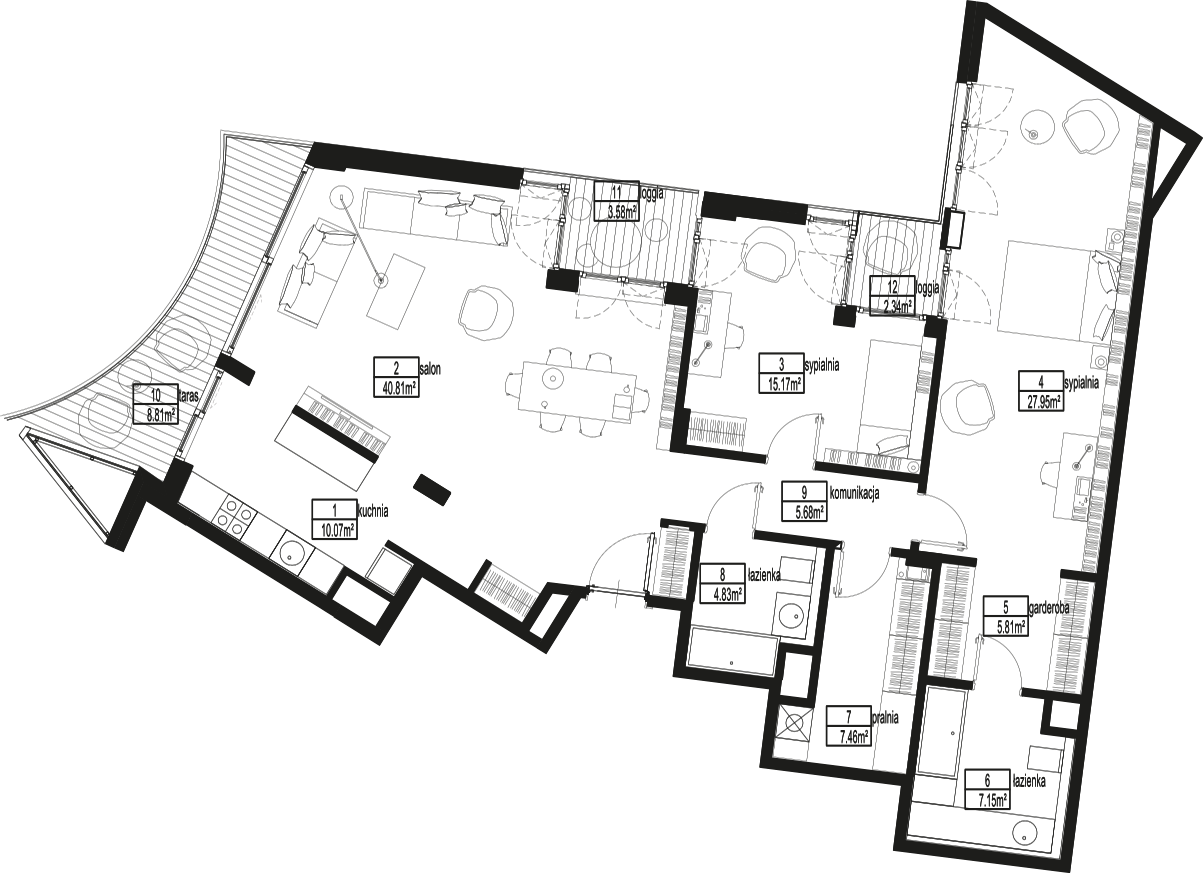 11 loggia
3.58m²
12 loggia
2.34m²
2 salon
40.81m²
3 sypialnia
15.17m²
4 sypialnia
27.95m²
10 taras
8.81m²
1 kuchnia
10.07m²
9 komunikacja
5.68m²
8 łazienka
4.83m²
5 garderoba
5.81m²
7 pralnia
7.46m²
6 łazienka
7.15m²